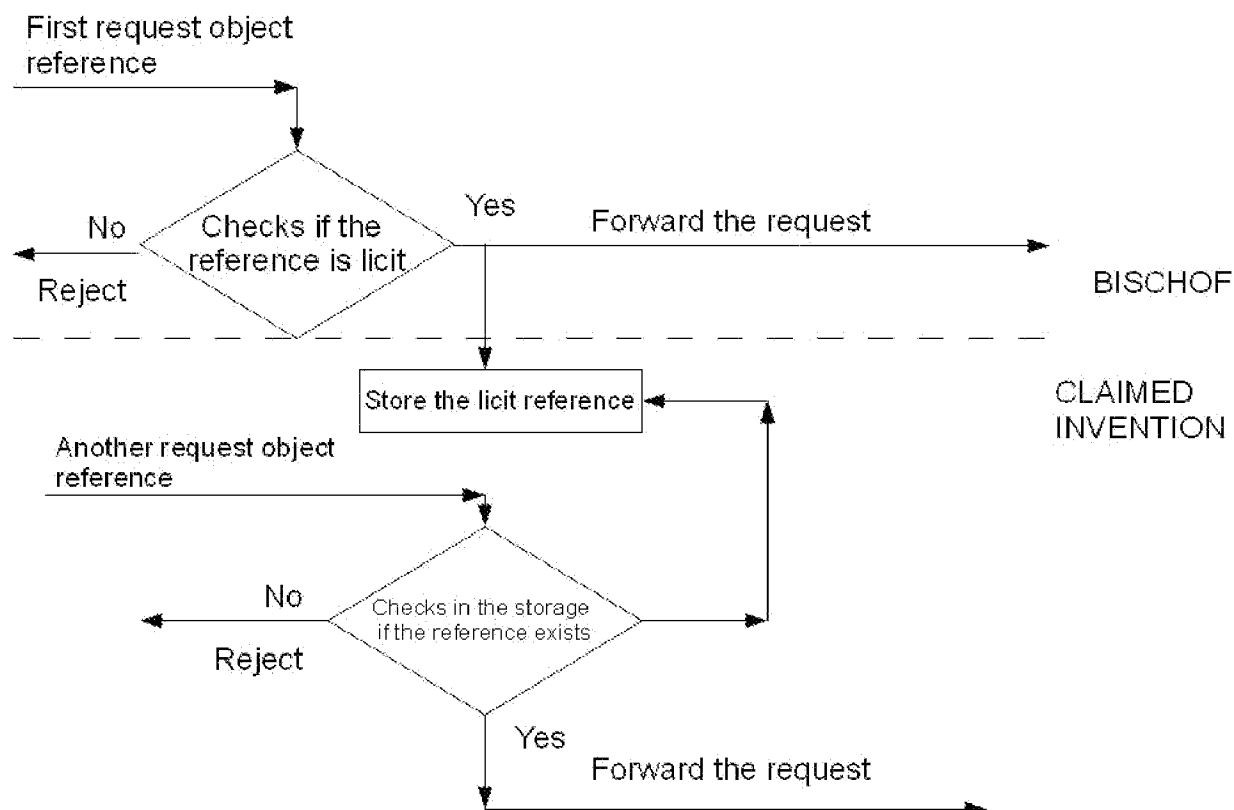 First request object
reference
No
Yes
Checks if the
reference is licit
Forward the request
Reject
BISCHOF
CLAIMED
INVENTION
Store the licit reference
Another request object
reference
No
Checks in the storage
if the reference exists
Reject
Yes
Forward the request